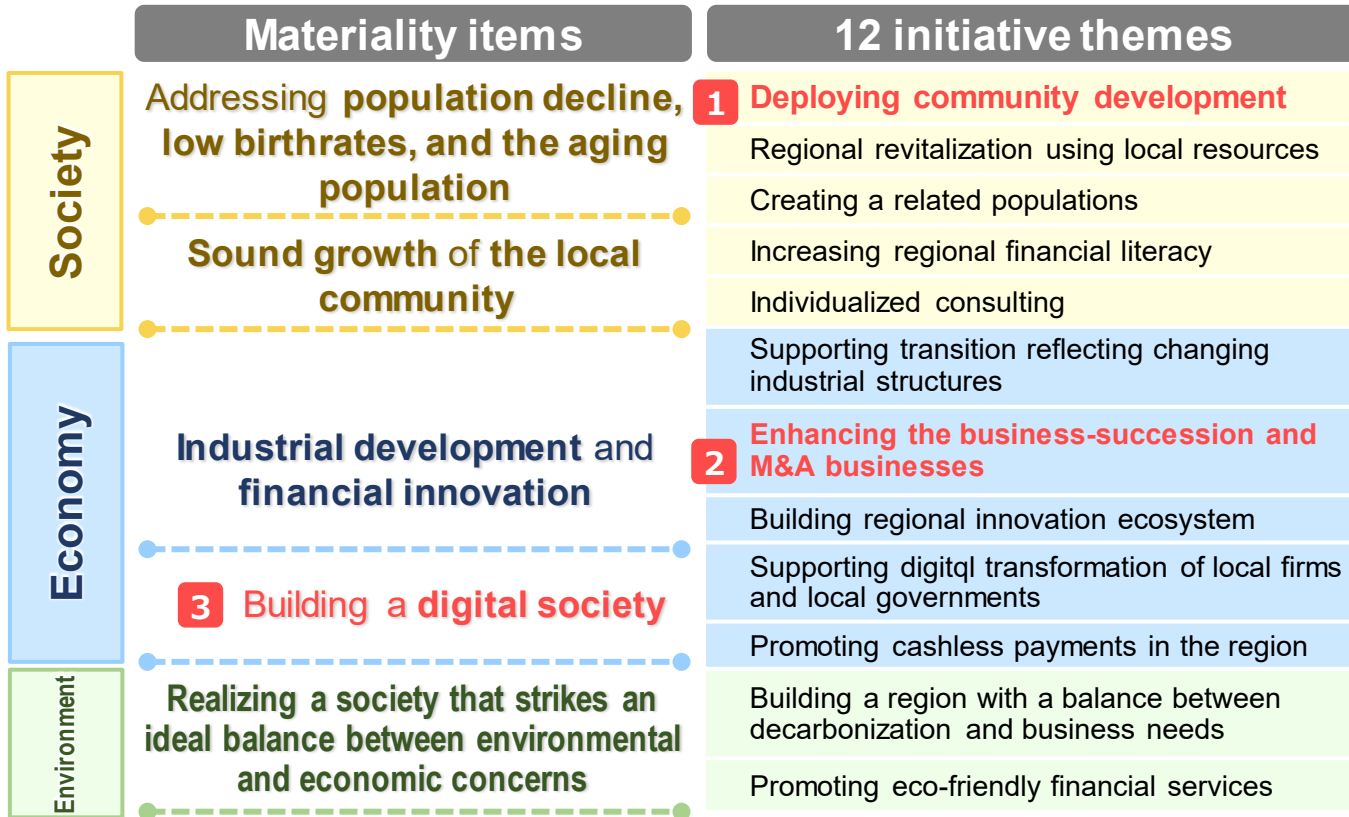 Materiality items
12 initiative themes
Society
Addressing population decline,
low birthrates, and the aging
population
Sound growth of the local
community
1 Deploying community development
Regional revitalization using local resources
Creating a related populations
Increasing regional financial literacy
Individualized consulting
Economy
Industrial development and
financial innovation
3 Building a digital society
Supporting transition reflecting changing
industrial structures
2 Enhancing the business-succession and
M&A businesses
Building regional innovation ecosystem
Supporting digitql transformation of local firms
and local governments
Promoting cashless payments in the region
Environment
Realizing a society that strikes an
ideal balance between environmental
and economic concerns
Building a region with a balance between
decarbonization and business needs
Promoting eco-friendly financial services